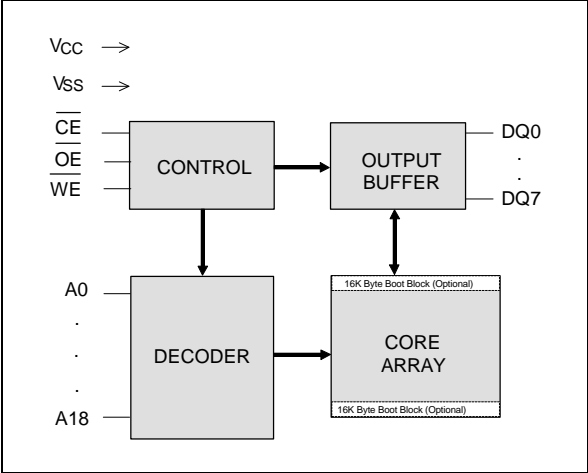 VCC
VSS
CE
OE
WE
CONTROL
OUTPUT
BUFFER
DQ0
.
.
DQ7
A0
.
.
.
A18
DECODER
16K Byte Boot Block (Optional)
CORE
ARRAY
16K Byte Boot Block (Optional)